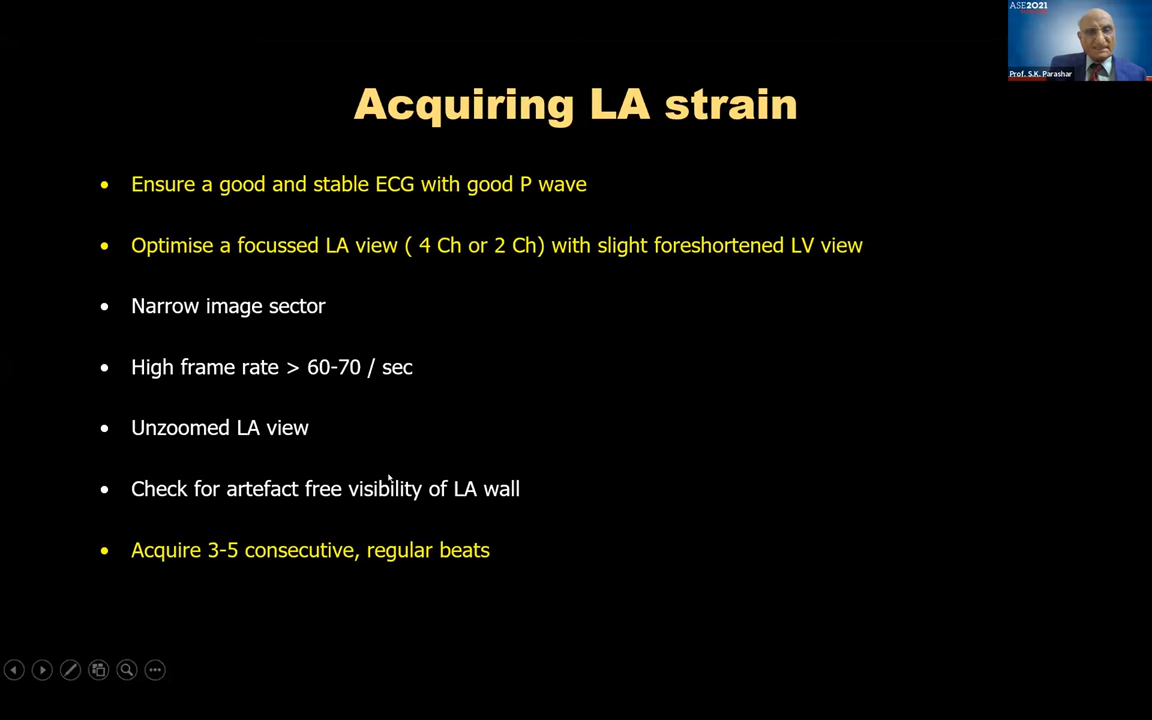 ASE2021
Prof. S.K. Parashar
Acquiring LA strain
• Ensure a good and stable ECG with good P wave
• Optimise a focussed LA view ( 4 Ch or 2 Ch) with slight foreshortened LV view
• Narrow image sector
• High frame rate > 60-70 / sec
• Unzoomed LA view
• Check for artefact free visibility of LA wall
• Acquire 3-5 consecutive, regular beats